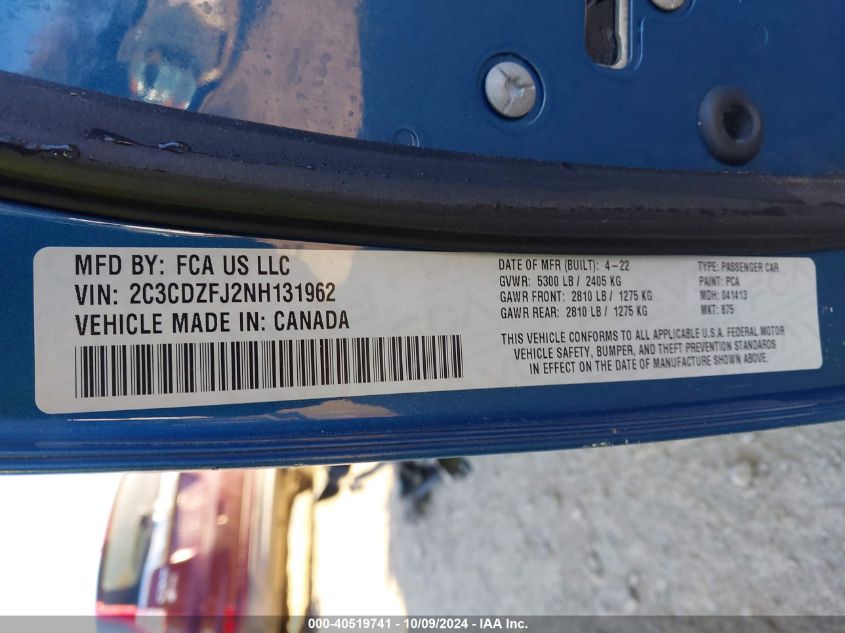 MFD BY: FCA US LLC
VIN: 2C3CDZFJ2NH131962
VEHICLE MADE IN: CANADA
DATE OF MFR (BUILT): 4-22
GVWR: 5300 LB / 2405 KG
GAWR FRONT: 2810 LB / 1275 KG
GAWR REAR: 2810 LB / 1275 KG
TYPE: PASSENGER CAR
PAINT: PCA
MDH: 041413
MKT: 875
THIS VEHICLE CONFORMS TO ALL APPLICABLE U.S.A. FEDERAL MOTOR
VEHICLE SAFETY, BUMPER, AND THEFT PREVENTION STANDARDS
IN EFFECT ON THE DATE OF MANUFACTURE SHOWN ABOVE.
000-40519741 - 10/09/2024 - IAA Inc.